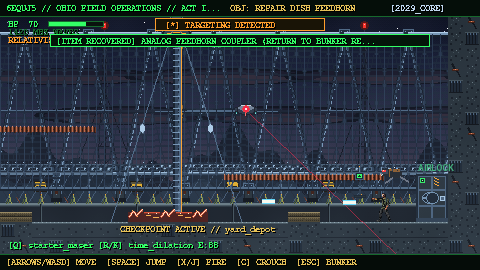 6EQUJ5 // OHIO FIELD OPERATIONS // ACT I... OBJ: REPAIR DISH FEEDHORN [2029_CORE]
HP 70
[*] TARGETING DETECTED
RELATIVIS
[ITEM RECOVERED] ANALOG FEEDHORN COUPLER (RETURN TO BUNKER RE...
AIRLOCK
CHECKPOINT ACTIVE // yard_depot
[Q]- starter_maser [R/K] time_dilation E:88
[ARROWS/WASD] MOVE [SPACE] JUMP [X/J] FIRE [C] CROUCH [ESC] BUNKER